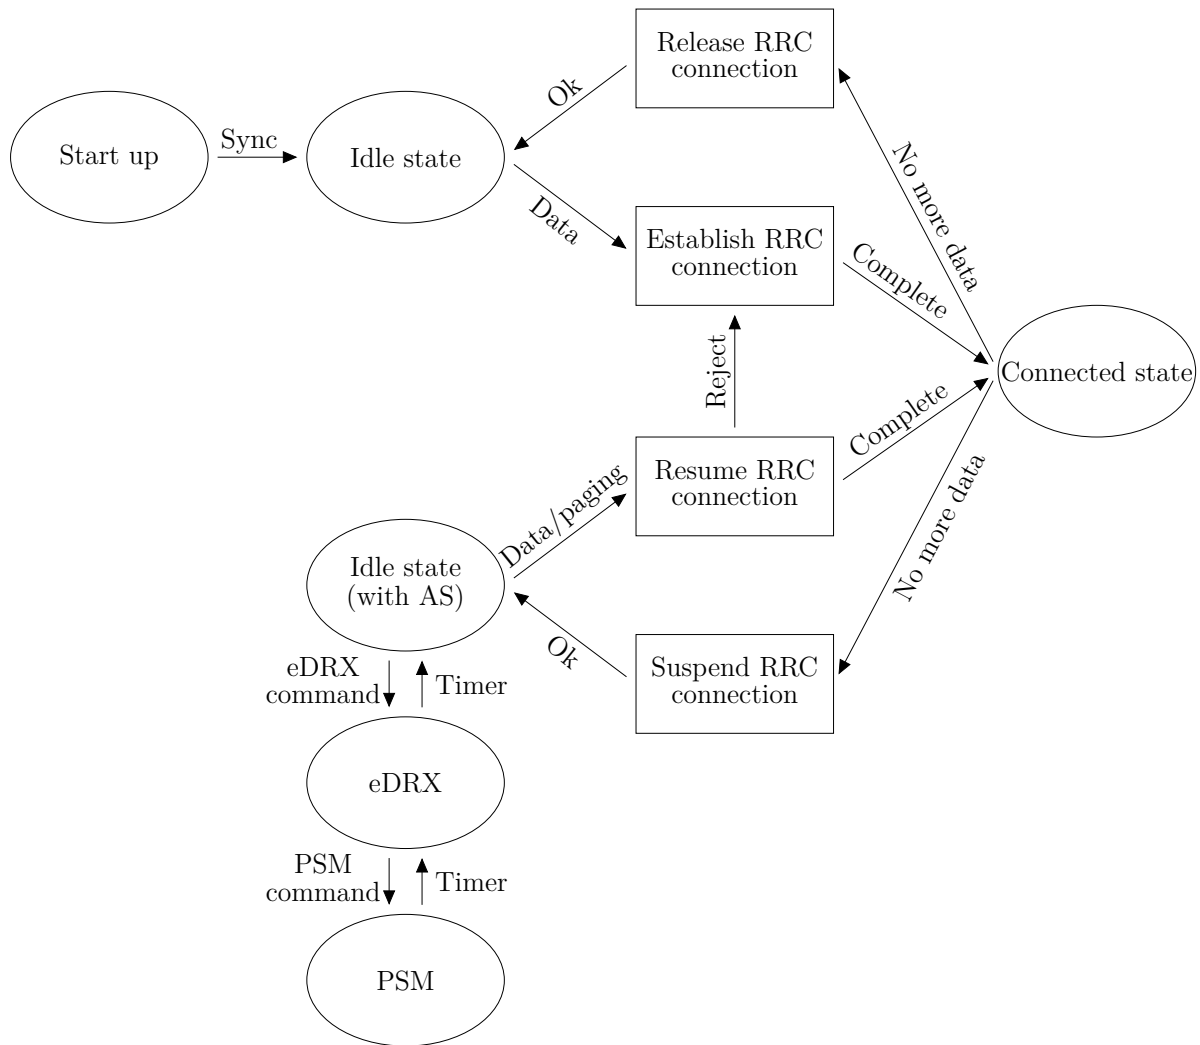 Release RRC
connection
Ok
Start up
Sync
Idle state
No more data
Data
Establish RRC
connection
Complete
Reject
Connected state
Complete
Resume RRC
connection
Data/paging
No more data
Idle state
(with AS)
Ok
Suspend RRC
connection
eDRX
command
Timer
eDRX
PSM
command
Timer
PSM